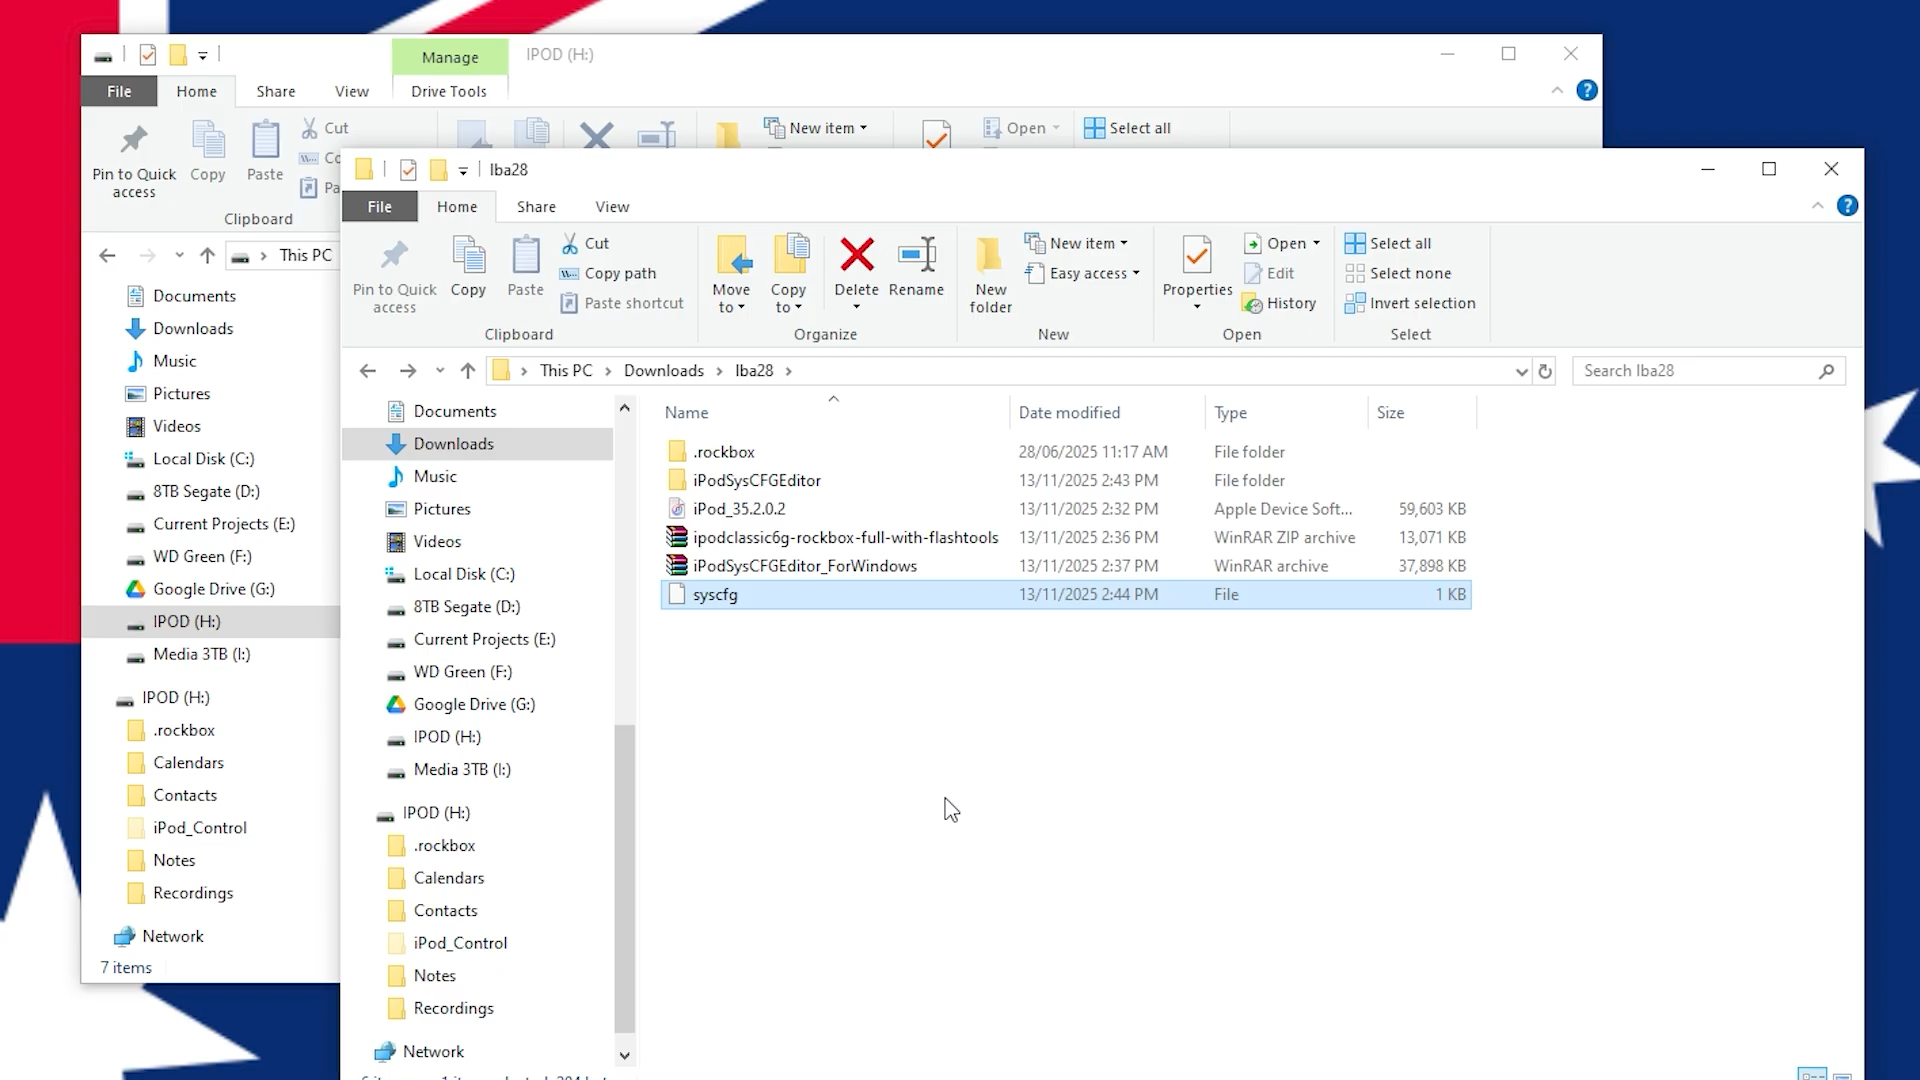 Manage
IPOD (H:)
File
Home
Share
View
Drive Tools
Pin to Quick access
Copy
Paste
Cut
Clipboard
New item
Open
Select all
This PC
Documents
Downloads
Music
Pictures
Videos
Local Disk (C:)
8TB Segate (D:)
Current Projects (E:)
WD Green (F:)
Google Drive (G:)
IPOD (H:)
Media 3TB (I:)
IPOD (H:)
.rockbox
Calendars
Contacts
iPod_Control
Notes
Recordings
Network
7 items
lba28
File
Home
Share
View
Pin to Quick access
Copy
Paste
Cut
Copy path
Paste shortcut
Clipboard
Move to
Copy to
Delete
Rename
Organize
New folder
New item
Easy access
New
Properties
Open
Edit
History
Open
Select all
Select none
Invert selection
Select
This PC > Downloads > lba28 >
Search lba28
Documents
Downloads
Music
Pictures
Videos
Local Disk (C:)
8TB Segate (D:)
Current Projects (E:)
WD Green (F:)
Google Drive (G:)
IPOD (H:)
Media 3TB (I:)
IPOD (H:)
.rockbox
Calendars
Contacts
iPod_Control
Notes
Recordings
Network
Name Date modified Type Size
.rockbox 28/06/2025 11:17 AM File folder
iPodSysCFGEditor 13/11/2025 2:43 PM File folder
iPod_35.2.0.2 13/11/2025 2:32 PM Apple Device Soft... 59,603 KB
ipodclassic6g-rockbox-full-with-flashtools 13/11/2025 2:36 PM WinRAR ZIP archive 13,071 KB
iPodSysCFGEditor_ForWindows 13/11/2025 2:37 PM WinRAR archive 37,898 KB
syscfg 13/11/2025 2:44 PM File 1 KB